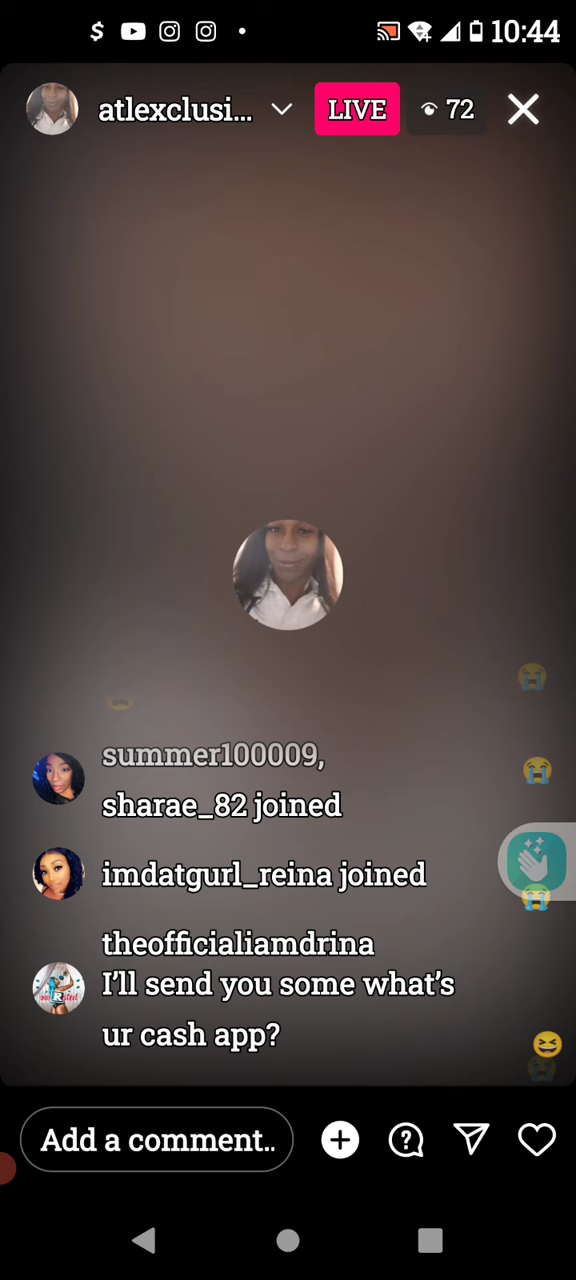 $ 10:44
atlexclusi... LIVE 72
summer100009,
sharae_82 joined
imdatgurl_reina joined
theofficialiamdrina
I'll send you some what's
ur cash app?
Add a comment..